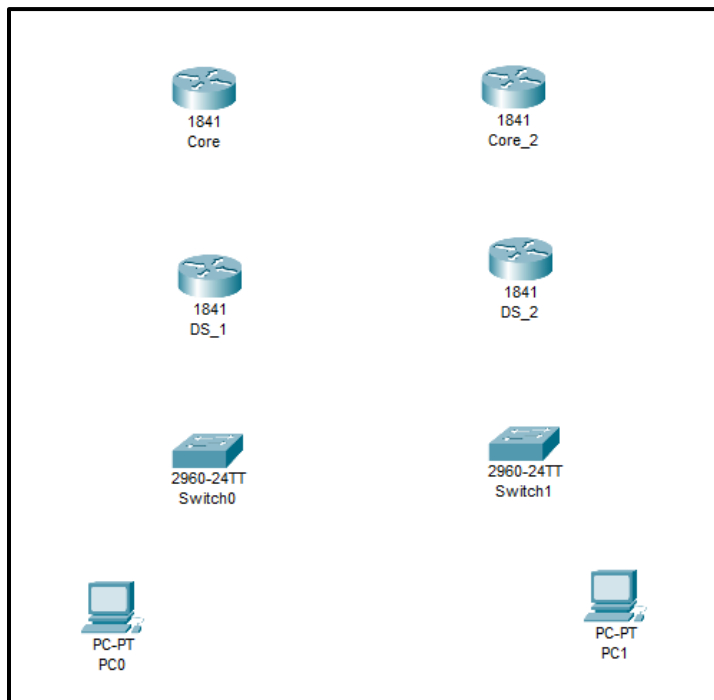 1841
Core
1841
Core_2
1841
DS_1
1841
DS_2
2960-24TT
Switch0
2960-24TT
Switch1
PC-PT
PC0
PC-PT
PC1